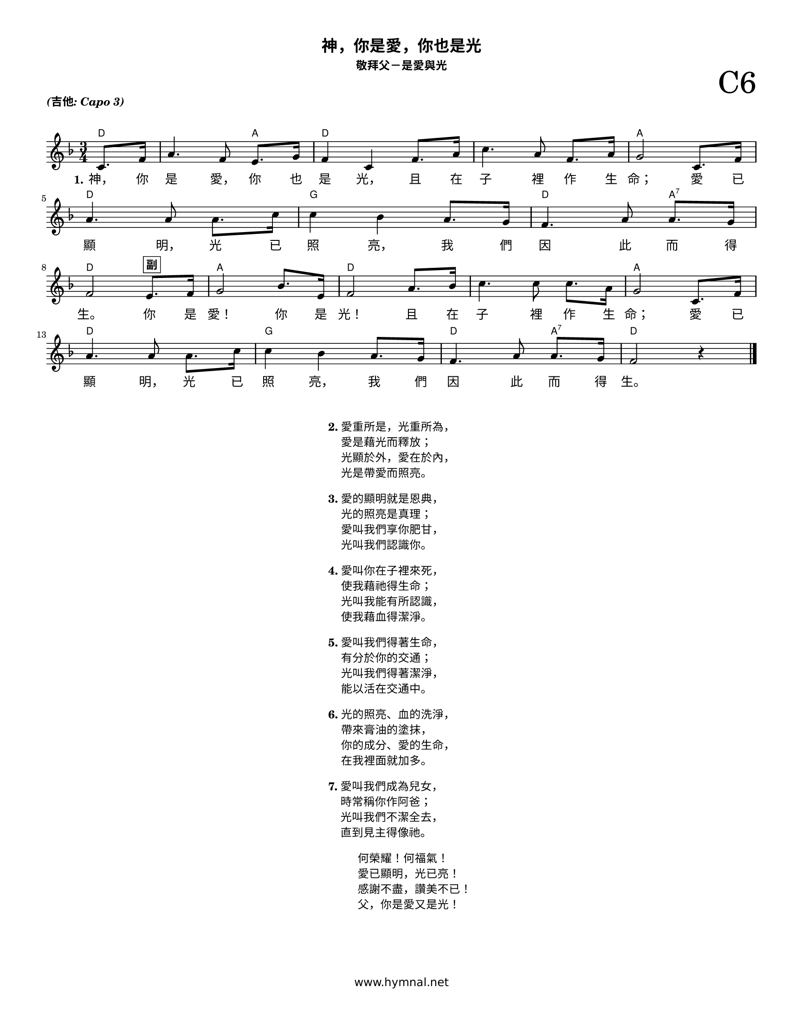 神，你是愛，你也是光
敬拜父－是愛與光
C6
(吉他: Capo 3)
D A D A
3 4
1. 神， 你 是 愛， 你 也 是 光， 且 在 子 裡 作 生 命； 愛 已
5 D G D A7
顯 明， 光 已 照 亮， 我 們 因 此 而 得
8 D 副 A D A
生。 你 是 愛！ 你 是 光！ 且 在 子 裡 作 生 命； 愛 已
13 D G D A7 D
顯 明， 光 已 照 亮， 我 們 因 此 而 得 生。
2. 愛重所是，光重所為，
愛是藉光而釋放；
光顯於外，愛在於內，
光是帶愛而照亮。
3. 愛的顯明就是恩典，
光的照亮是真理；
愛叫我們享你肥甘，
光叫我們認識你。
4. 愛叫你在子裡來死，
使我藉祂得生命；
光叫我能有所認識，
使我藉血得潔淨。
5. 愛叫我們得著生命，
有分於你的交通；
光叫我們得著潔淨，
能以活在交通中。
6. 光的照亮、血的洗淨，
帶來膏油的塗抹，
你的成分、愛的生命，
在我裡面就加多。
7. 愛叫我們成為兒女，
時常稱你作阿爸；
光叫我們不潔全去，
直到見主得像祂。
何榮耀！何福氣！
愛已顯明，光已亮！
感謝不盡，讚美不已！
父，你是愛又是光！
www.hymnal.net